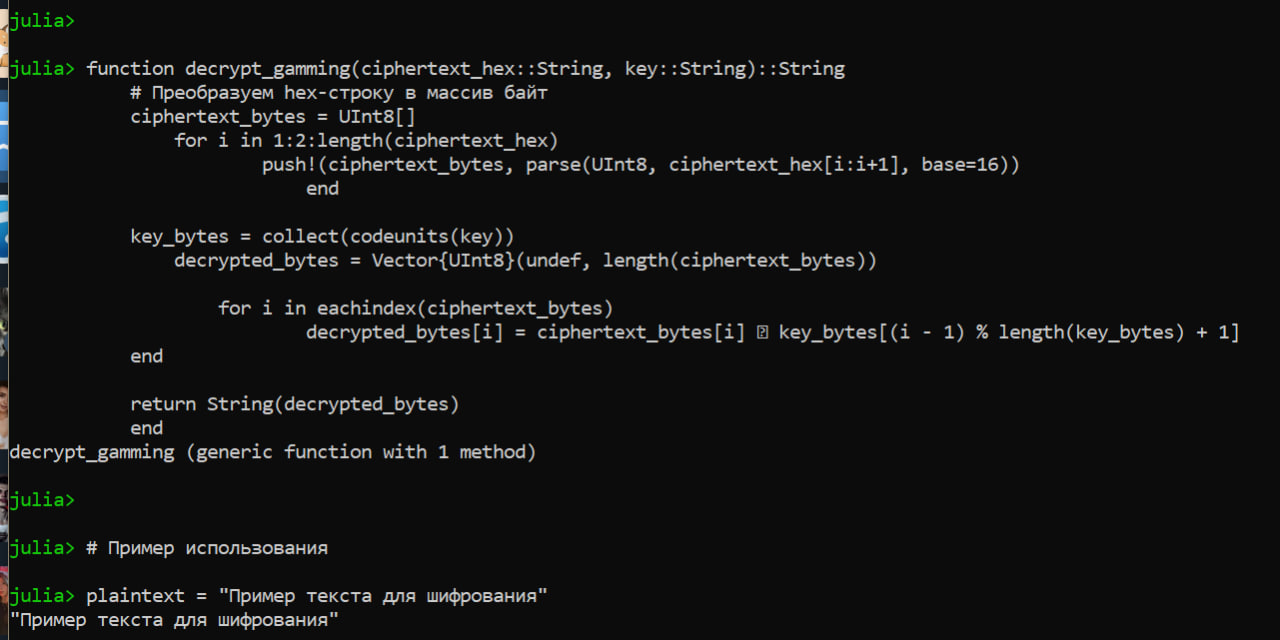 julia>
julia> function decrypt_gamming(ciphertext_hex::String, key::String)::String
# Преобразуем hex-строку в массив байт
ciphertext_bytes = UInt8[]
for i in 1:2:length(ciphertext_hex)
push!(ciphertext_bytes, parse(UInt8, ciphertext_hex[i:i+1], base=16))
end
key_bytes = collect(codeunits(key))
decrypted_bytes = Vector{UInt8}(undef, length(ciphertext_bytes))
for i in eachindex(ciphertext_bytes)
decrypted_bytes[i] = ciphertext_bytes[i] key_bytes[(i - 1) % length(key_bytes) + 1]
end
return String(decrypted_bytes)
end
decrypt_gamming (generic function with 1 method)
julia>
julia> # Пример использования
julia> plaintext = "Пример текста для шифрования"
"Пример текста для шифрования"